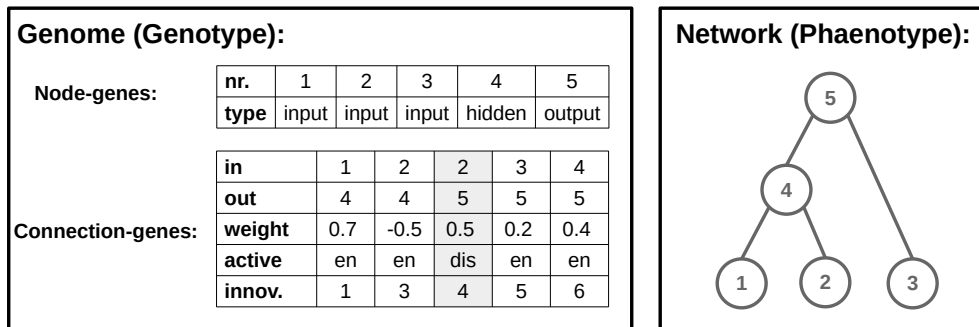 Genome (Genotype):
Node-genes:
nr. 1 2 3 4 5
type input input input hidden output
Connection-genes:
in 1 2 2 3 4
out 4 4 5 5 5
weight 0.7 -0.5 0.5 0.2 0.4
active en en dis en en
innov. 1 3 4 5 6
Network (Phaenotype):
5
4
1 2 3